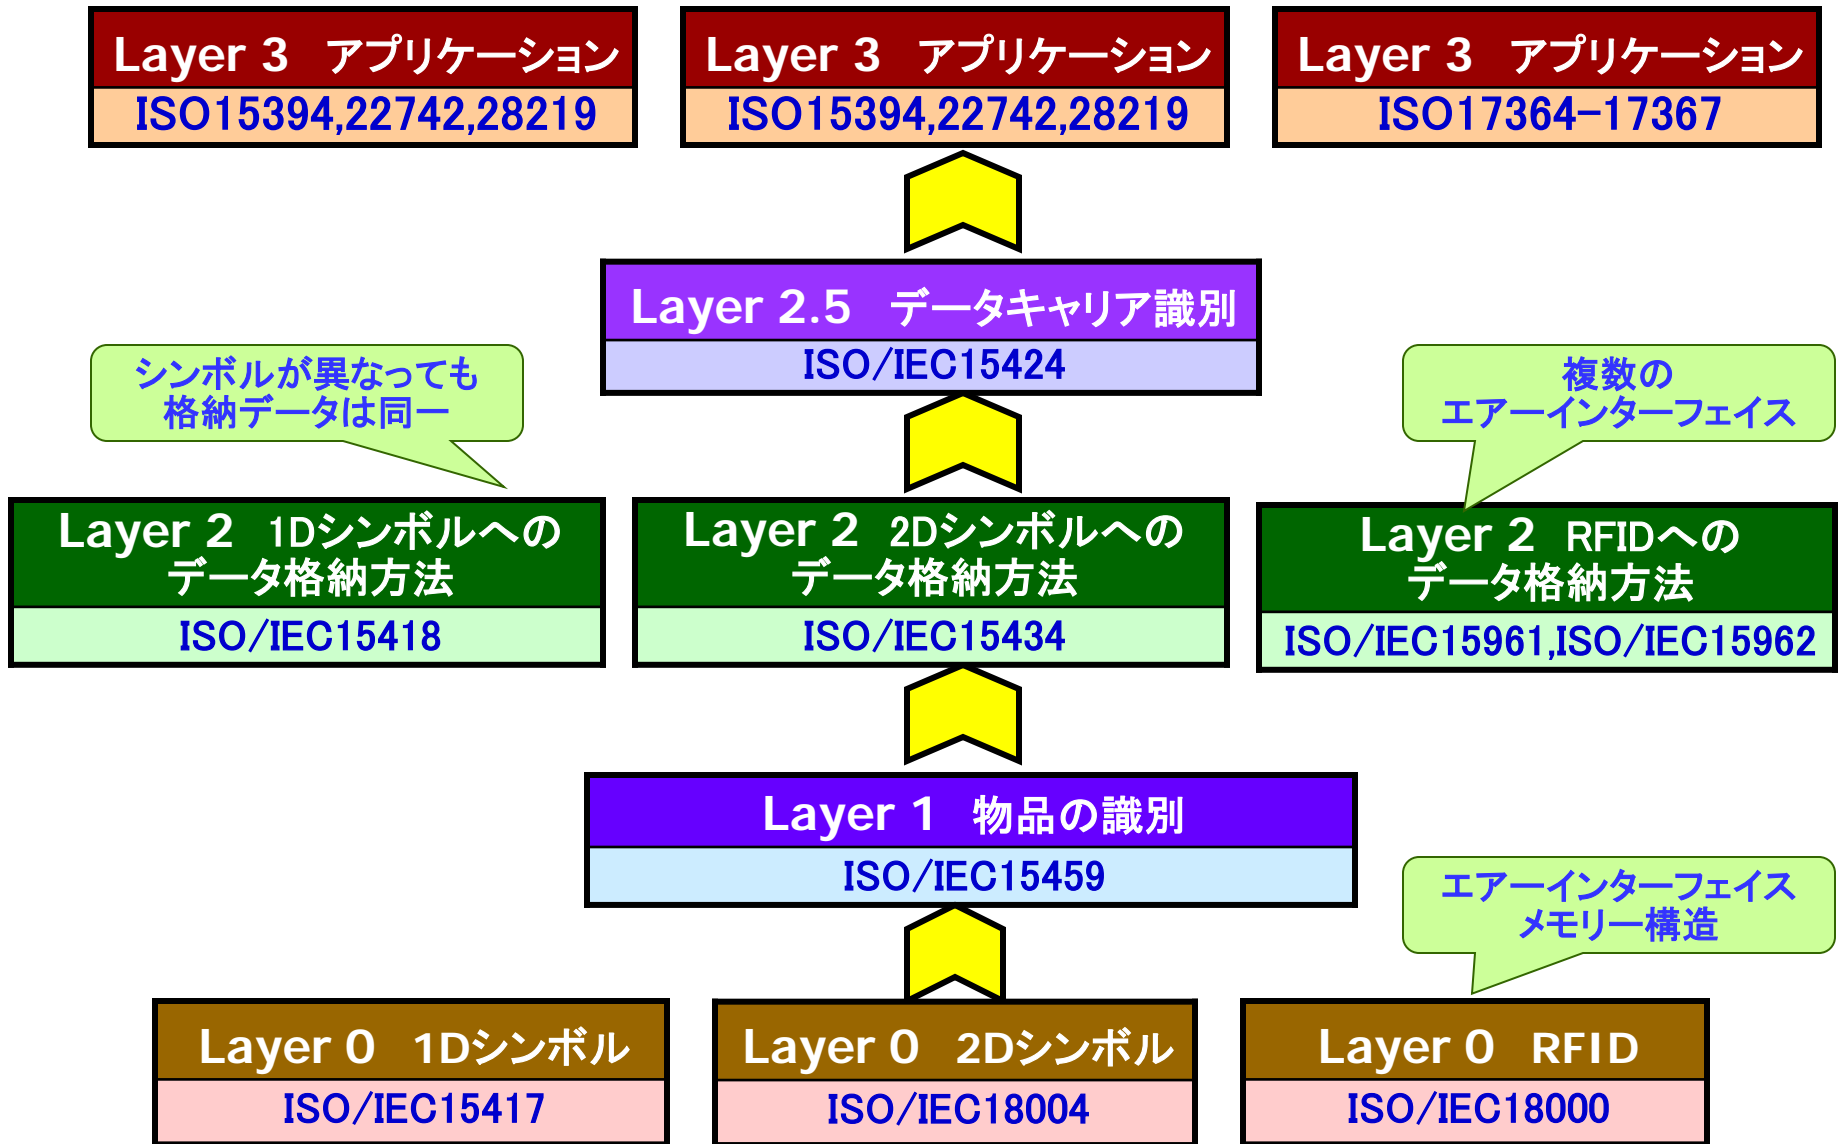 Layer 3 アプリケーション
ISO15394,22742,28219
Layer 3 アプリケーション
ISO15394,22742,28219
Layer 3 アプリケーション
ISO17364-17367
Layer 2.5 データキャリア識別
ISO/IEC15424
シンボルが異なっても
格納データは同一
複数の
エアーインターフェイス
Layer 2 1Dシンボルへの
データ格納方法
ISO/IEC15418
Layer 2 2Dシンボルへの
データ格納方法
ISO/IEC15434
Layer 2 RFIDへの
データ格納方法
ISO/IEC15961,ISO/IEC15962
Layer 1 物品の識別
ISO/IEC15459
エアーインターフェイス
メモリー構造
Layer 0 1Dシンボル
ISO/IEC15417
Layer 0 2Dシンボル
ISO/IEC18004
Layer 0 RFID
ISO/IEC18000